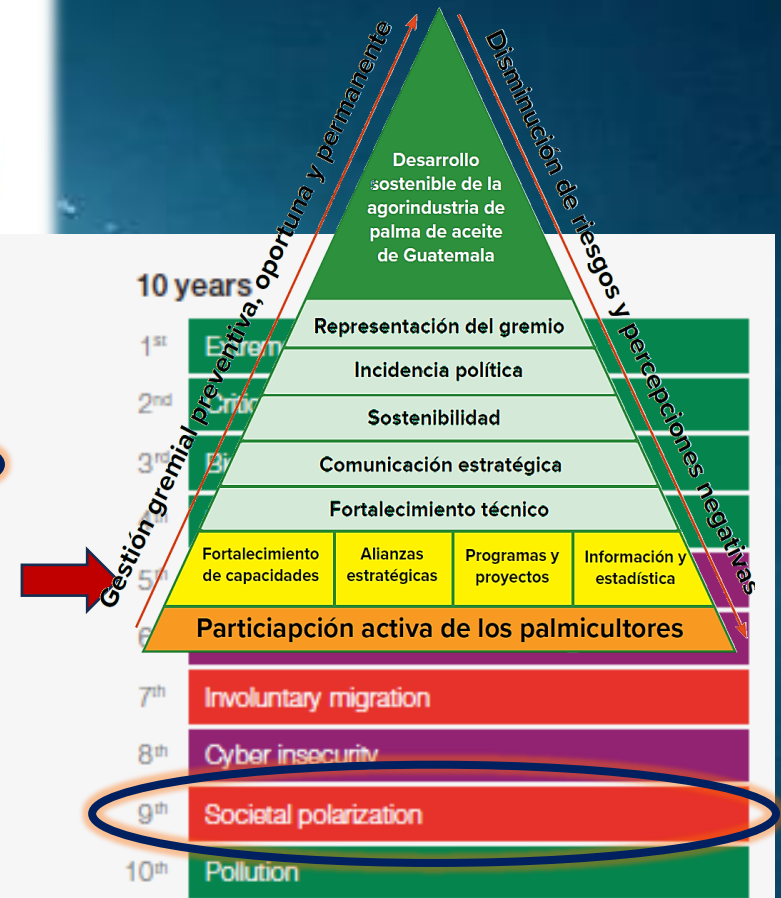 Gestión gremial preventiva, oportuna y permanente
Disminución de riesgos y percepciones negativas
Desarrollo
sostenible de la
agorindustria de
palma de aceite
de Guatemala
Representación del gremio
Incidencia política
Sostenibilidad
Comunicación estratégica
Fortalecimiento técnico
Fortalecimiento
de capacidades
Alianzas
estratégicas
Programas y
proyectos
Información y
estadística
Particiapción activa de los palmicultores
10 years
1st
2nd
3rd
5th
6
7th Involuntary migration
8th Cyber insecurity
9th Societal polarization
10th Pollution